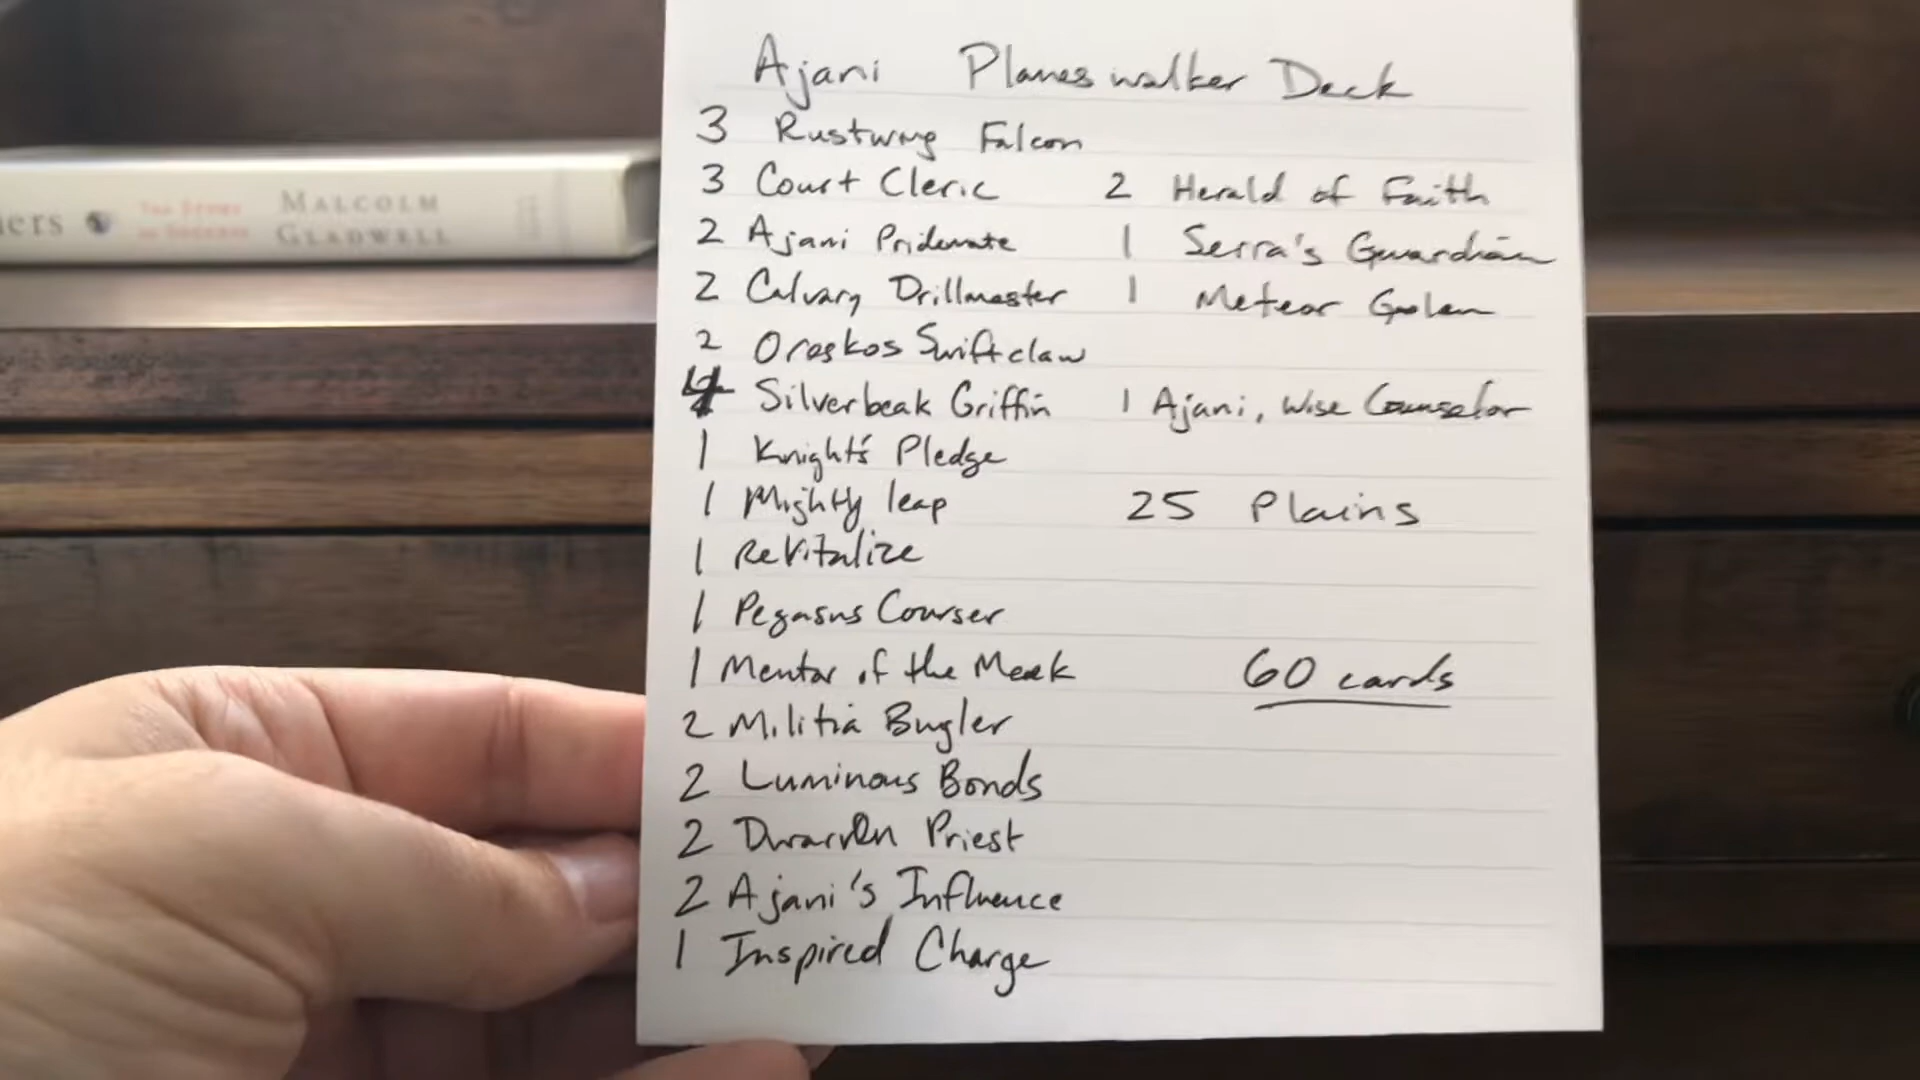 Ajani Planeswalker Deck
3 Rustwing Falcon
3 Court Cleric
2 Ajani Pridemate
2 Calvary Drillmaster
2 Oraskos Swiftclaw
4 Silverbeak Griffin
1 Knight's Pledge
1 Mighty leap
1 ReVitalize
1 Pegasus Courser
1 Mentor of the Meek
2 Militia Bugler
2 Luminous Bonds
2 Dwarven Priest
2 Ajani's Influence
1 Inspired Charge
2 Herald of Faith
1 Serra's Guardian
1 Meteor Golem
1 Ajani, Wise Counselor
25 Plains
60 cards
MALCOLM
GLADWELL